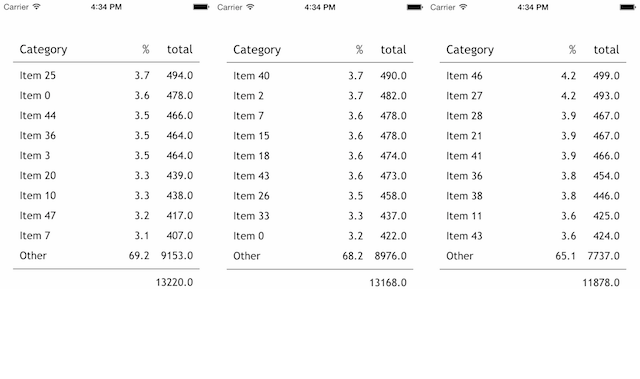 Carrier 4:34 PM
Category % total
Item 25 3.7 494.0
Item 0 3.6 478.0
Item 44 3.5 466.0
Item 36 3.5 464.0
Item 3 3.5 464.0
Item 20 3.3 439.0
Item 10 3.3 438.0
Item 47 3.2 417.0
Item 7 3.1 407.0
Other 69.2 9153.0
13220.0
Carrier 4:34 PM
Category % total
Item 40 3.7 490.0
Item 2 3.7 482.0
Item 7 3.6 478.0
Item 15 3.6 478.0
Item 18 3.6 474.0
Item 43 3.6 473.0
Item 26 3.5 458.0
Item 33 3.3 437.0
Item 0 3.2 422.0
Other 68.2 8976.0
13168.0
Carrier 4:34 PM
Category % total
Item 46 4.2 499.0
Item 27 4.2 493.0
Item 28 3.9 467.0
Item 21 3.9 467.0
Item 41 3.9 466.0
Item 36 3.8 454.0
Item 38 3.8 446.0
Item 11 3.6 425.0
Item 43 3.6 424.0
Other 65.1 7737.0
11878.0